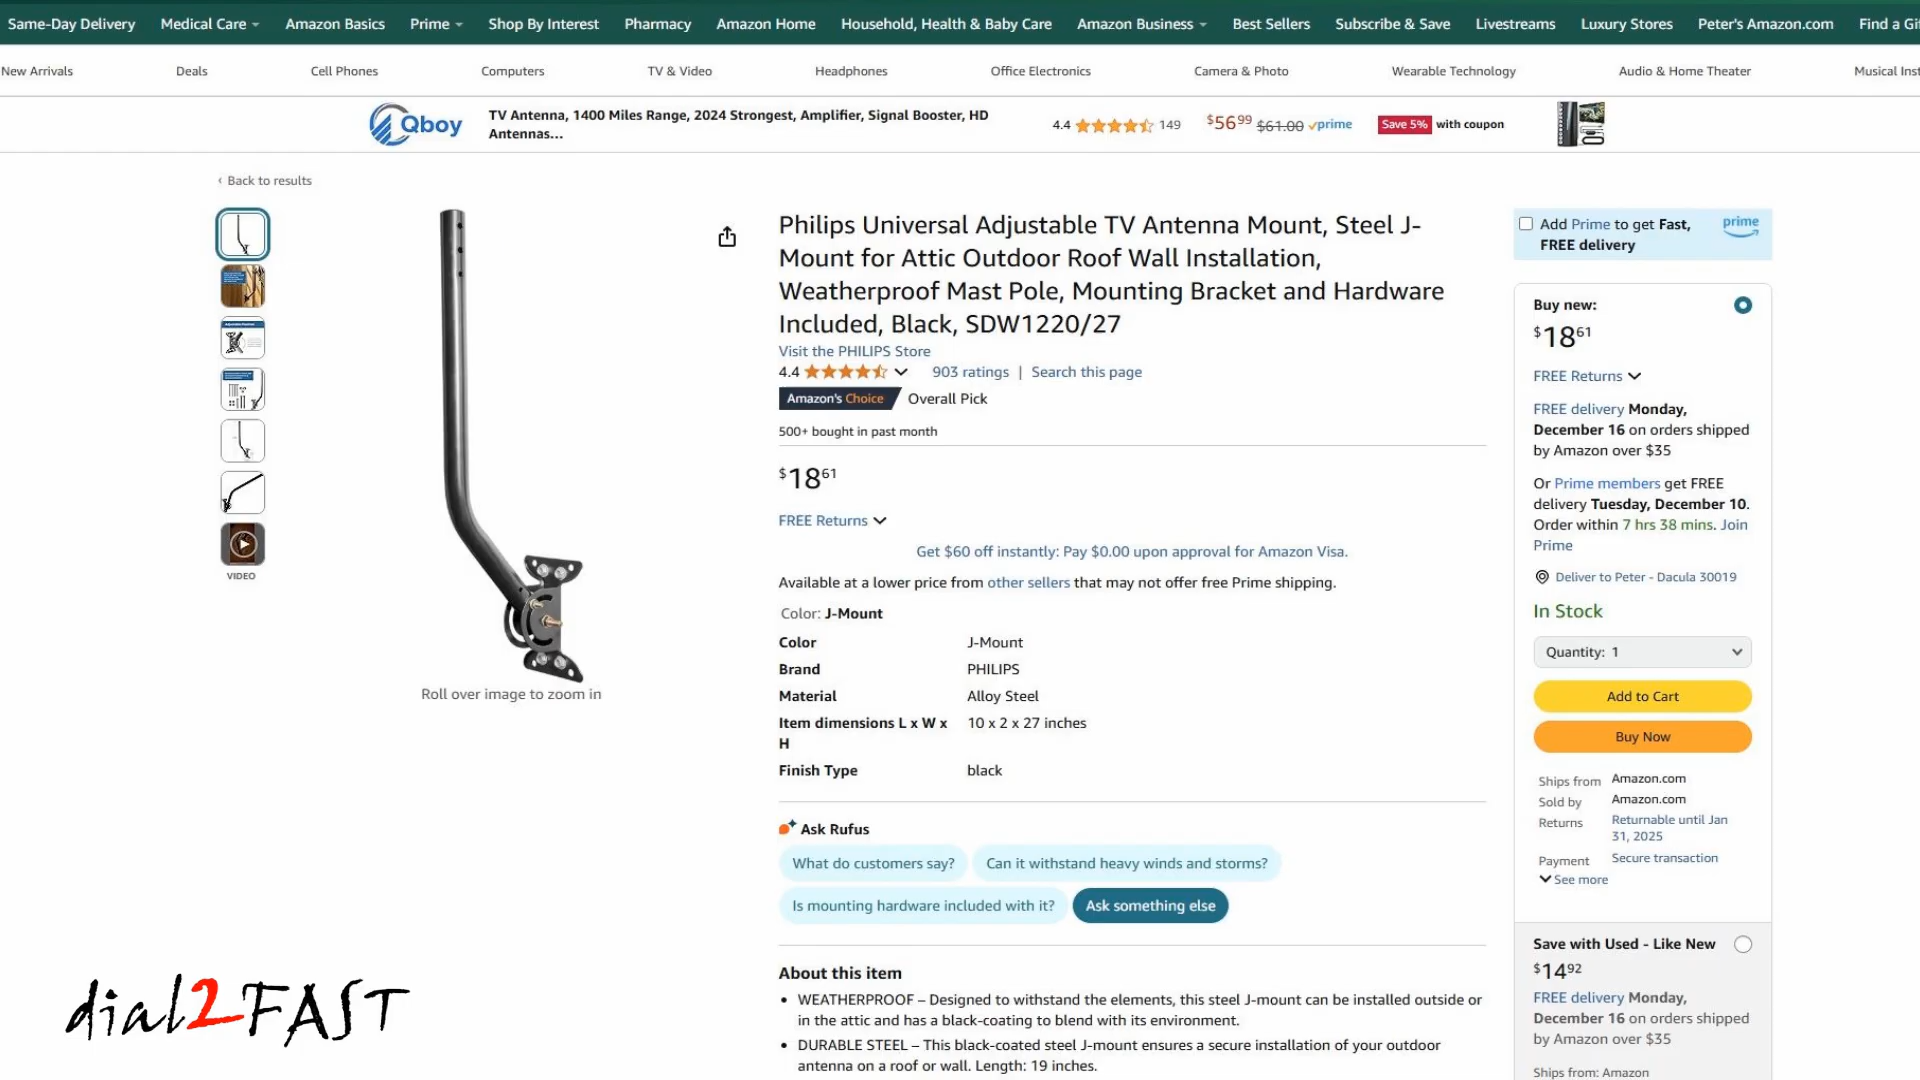 Same-Day Delivery Medical Care Amazon Basics Prime Shop By Interest Pharmacy Amazon Home Household, Health & Baby Care Amazon Business Best Sellers Subscribe & Save Livestreams Luxury Stores Peter's Amazon.com Find a Gi
New Arrivals Deals Cell Phones Computers TV & Video Headphones Office Electronics Camera & Photo Wearable Technology Audio & Home Theater Musical Inst
Qboy
TV Antenna, 1400 Miles Range, 2024 Strongest, Amplifier, Signal Booster, HD
Antennas...
4.4 149 $56 99 $61.00 prime Save 5% with coupon
‹ Back to results
VIDEO
Roll over image to zoom in
Philips Universal Adjustable TV Antenna Mount, Steel J-
Mount for Attic Outdoor Roof Wall Installation,
Weatherproof Mast Pole, Mounting Bracket and Hardware
Included, Black, SDW1220/27
Visit the PHILIPS Store
4.4 903 ratings | Search this page
Amazon's Choice Overall Pick
500+ bought in past month
$18 61
FREE Returns
Get $60 off instantly: Pay $0.00 upon approval for Amazon Visa.
Available at a lower price from other sellers that may not offer free Prime shipping.
Color: J-Mount
Color J-Mount
Brand PHILIPS
Material Alloy Steel
Item dimensions L x W x 10 x 2 x 27 inches
H
Finish Type black
Ask Rufus
What do customers say? Can it withstand heavy winds and storms?
Is mounting hardware included with it? Ask something else
About this item
• WEATHERPROOF – Designed to withstand the elements, this steel J-mount can be installed outside or
in the attic and has a black-coating to blend with its environment.
• DURABLE STEEL – This black-coated steel J-mount ensures a secure installation of your outdoor
antenna on a roof or wall. Length: 19 inches.
Add Prime to get Fast,
FREE delivery
prime
Buy new:
$18 61
FREE Returns
FREE delivery Monday,
December 16 on orders shipped
by Amazon over $35
Or Prime members get FREE
delivery Tuesday, December 10.
Order within 7 hrs 38 mins. Join
Prime
Deliver to Peter - Dacula 30019
In Stock
Quantity: 1
Add to Cart
Buy Now
Ships from Amazon.com
Sold by Amazon.com
Returns Returnable until Jan
31, 2025
Payment Secure transaction
See more
Save with Used - Like New
$14 92
FREE delivery Monday,
December 16 on orders shipped
by Amazon over $35
Ships from: Amazon
dial2FAST